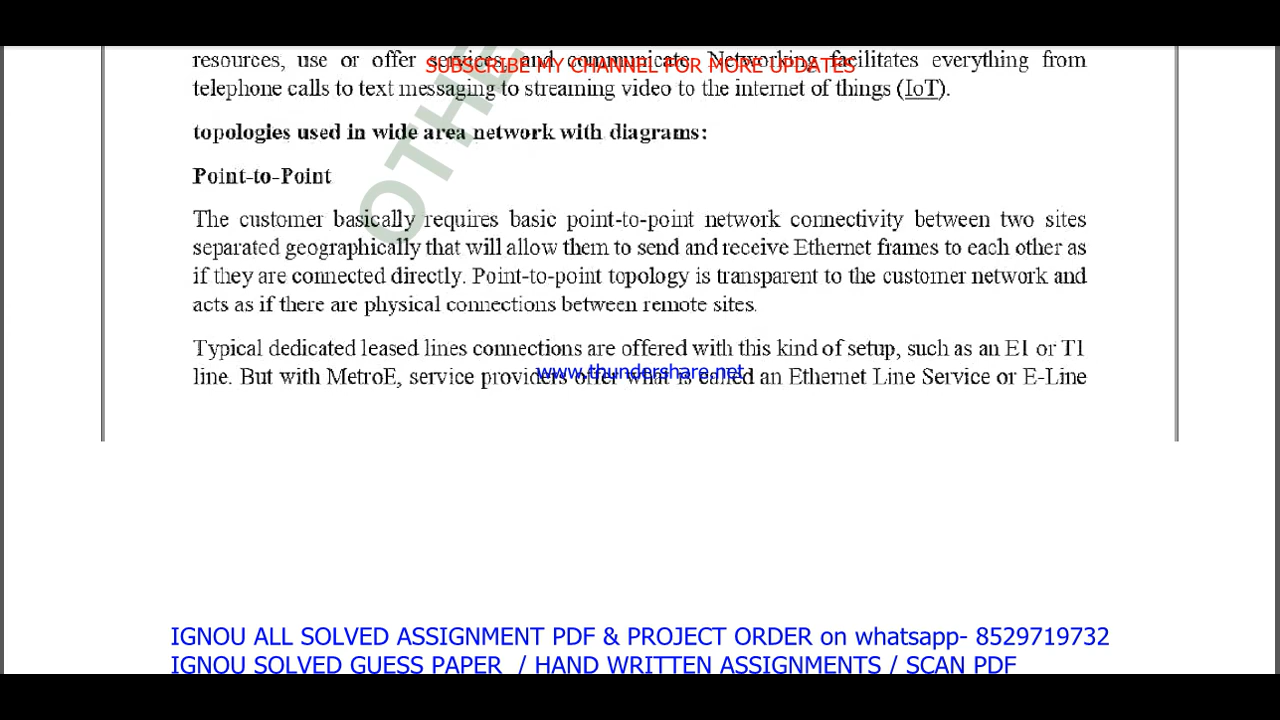 resources, use or offer services, and communicate. Networking facilitates everything from
SUBSCRIBE MY CHANNEL FOR MORE UPDATES
telephone calls to text messaging to streaming video to the internet of things (IoT).
topologies used in wide area network with diagrams:
Point-to-Point
The customer basically requires basic point-to-point network connectivity between two sites
separated geographically that will allow them to send and receive Ethernet frames to each other as
if they are connected directly. Point-to-point topology is transparent to the customer network and
acts as if there are physical connections between remote sites.
Typical dedicated leased lines connections are offered with this kind of setup, such as an E1 or T1
line. But with MetroE, service providers offer what is called an Ethernet Line Service or E-Line
www.thundershare.net
OTHE
IGNOU ALL SOLVED ASSIGNMENT PDF & PROJECT ORDER on whatsapp- 8529719732
IGNOU SOLVED GUESS PAPER / HAND WRITTEN ASSIGNMENTS / SCAN PDF